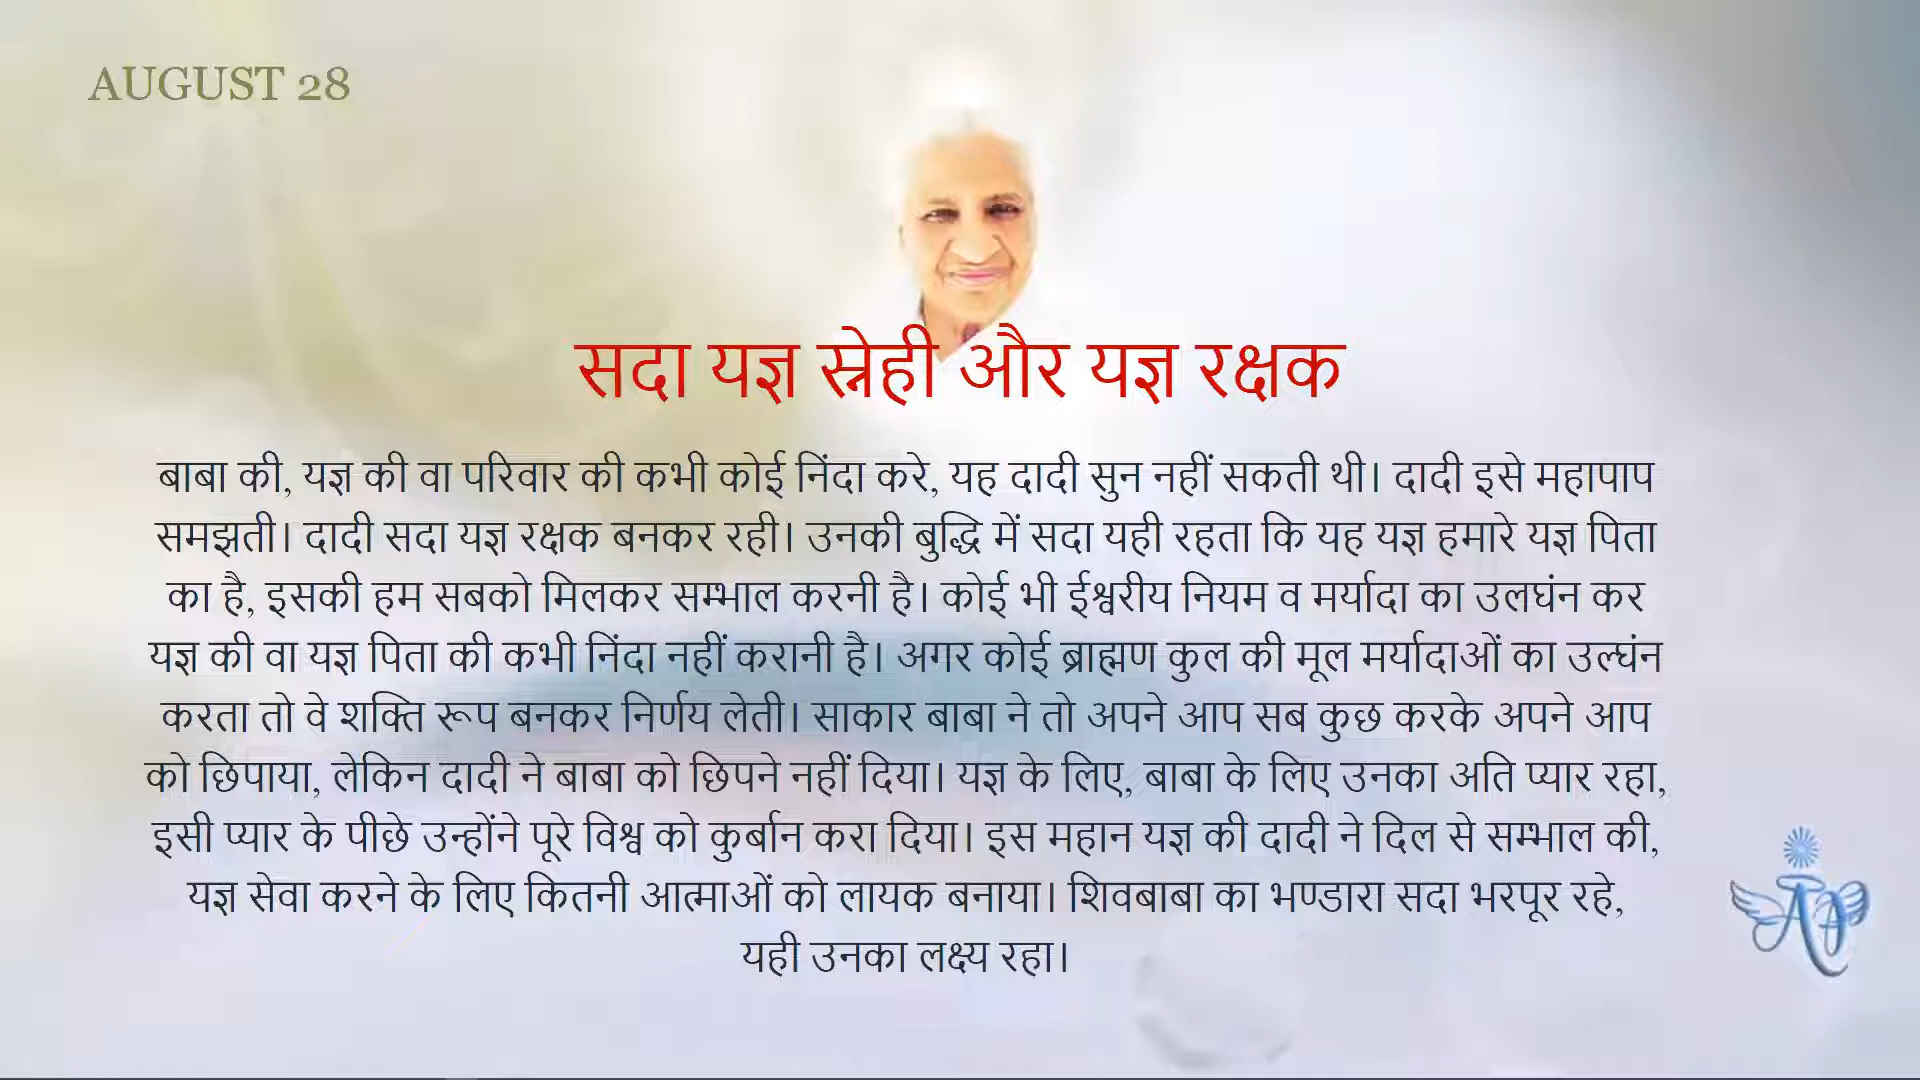 AUGUST 28
सदा यज्ञ स्नेही और यज्ञ रक्षक
बाबा की, यज्ञ की वा परिवार की कभी कोई निंदा करे, यह दादी सुन नहीं सकती थी। दादी इसे महापाप
समझती। दादी सदा यज्ञ रक्षक बनकर रही। उनकी बुद्धि में सदा यही रहता कि यह यज्ञ हमारे यज्ञ पिता
का है, इसकी हम सबको मिलकर सम्भाल करनी है। कोई भी ईश्वरीय नियम व मर्यादा का उलघंन कर
यज्ञ की वा यज्ञ पिता की कभी निंदा नहीं करानी है। अगर कोई ब्राह्मण कुल की मूल मर्यादाओं का उल्घंन
करता तो वे शक्ति रूप बनकर निर्णय लेती। साकार बाबा ने तो अपने आप सब कुछ करके अपने आप
को छिपाया, लेकिन दादी ने बाबा को छिपने नहीं दिया। यज्ञ के लिए, बाबा के लिए उनका अति प्यार रहा,
इसी प्यार के पीछे उन्होंने पूरे विश्व को कुर्बान करा दिया। इस महान यज्ञ की दादी ने दिल से सम्भाल की,
यज्ञ सेवा करने के लिए कितनी आत्माओं को लायक बनाया। शिवबाबा का भण्डारा सदा भरपूर रहे,
यही उनका लक्ष्य रहा।